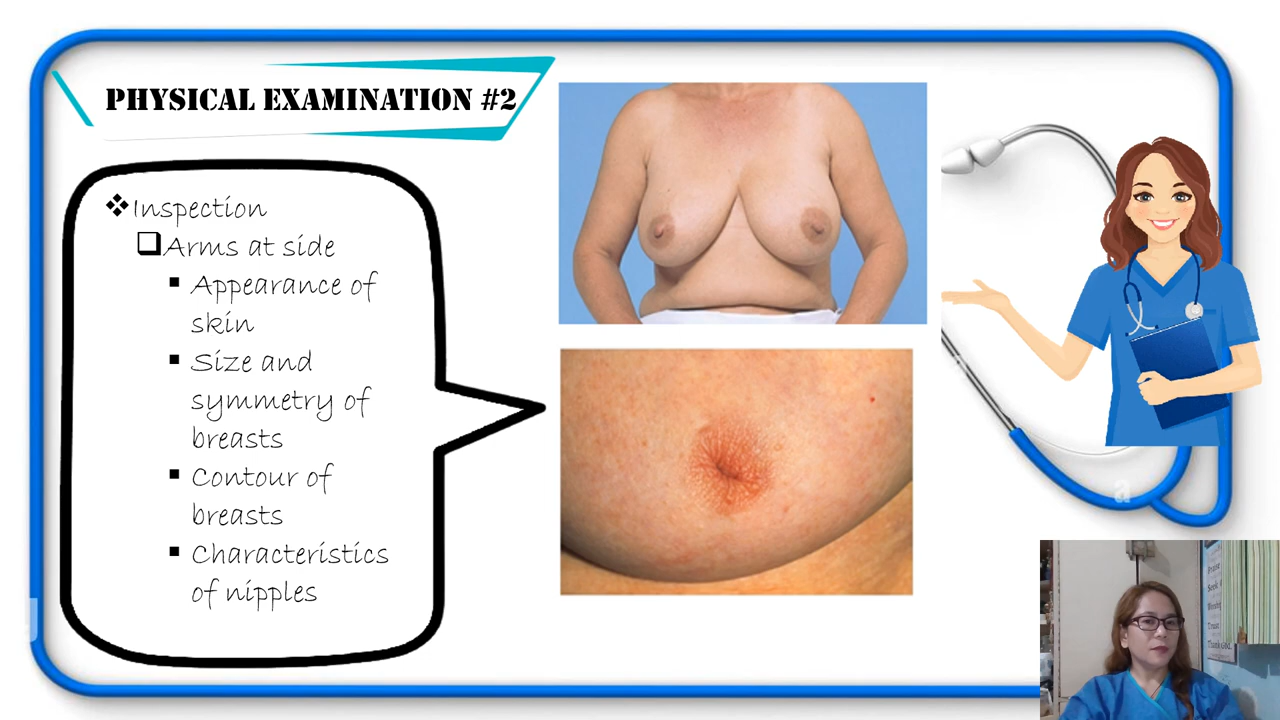 PHYSICAL EXAMINATION #2
❖Inspection
❑Arms at side
▪ Appearance of
skin
▪ Size and
symmetry of
breasts
▪ Contour of
breasts
▪ Characteristics
of nipples
a